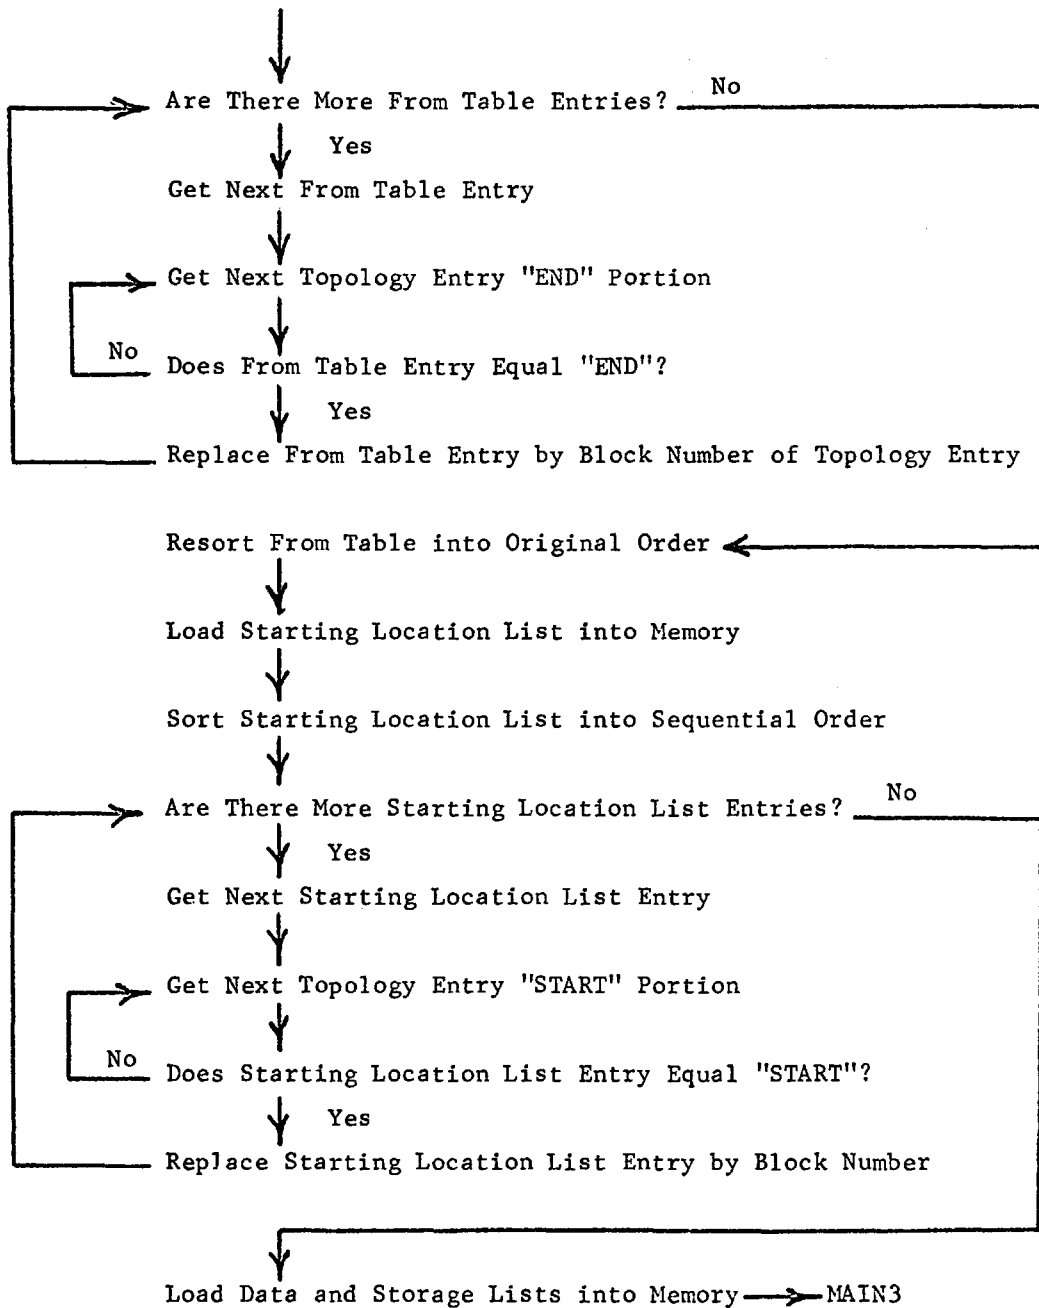 Are There More From Table Entries? No
Yes
Get Next From Table Entry
Get Next Topology Entry "END" Portion
No Does From Table Entry Equal "END"?
Yes
Replace From Table Entry by Block Number of Topology Entry
Resort From Table into Original Order
Load Starting Location List into Memory
Sort Starting Location List into Sequential Order
Are There More Starting Location List Entries? No
Yes
Get Next Starting Location List Entry
Get Next Topology Entry "START" Portion
No Does Starting Location List Entry Equal "START"?
Yes
Replace Starting Location List Entry by Block Number
Load Data and Storage Lists into Memory MAIN3